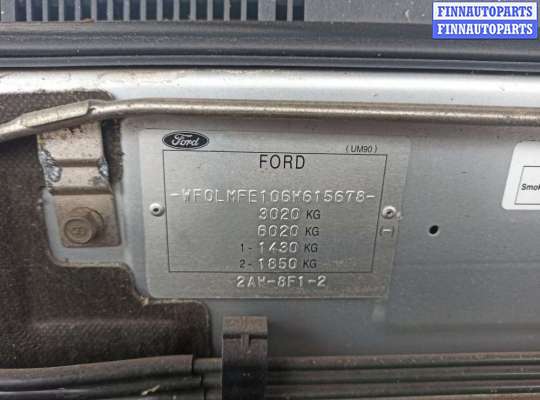 FINNAUTOPARTS
FINNAUTOPARTS
Ford
(UM90)
FORD
-WF0LMFE106W615678-
3020 KG
6020 KG
(-)
1- 1430 KG
2- 1850 KG
2AW-8F1-2
Smok